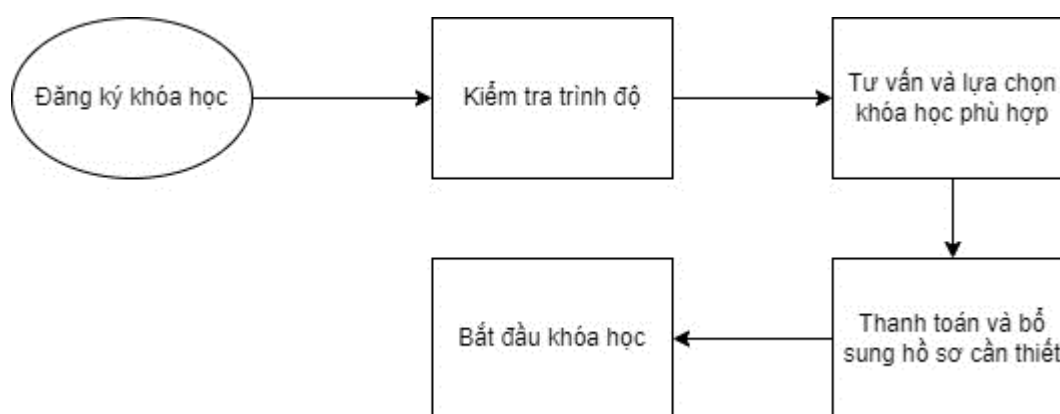 Đăng ký khóa học
Kiểm tra trình độ
Tư vấn và lựa chọn
khóa học phù hợp
Thanh toán và bổ
sung hồ sơ cần thiết
Bắt đầu khóa học